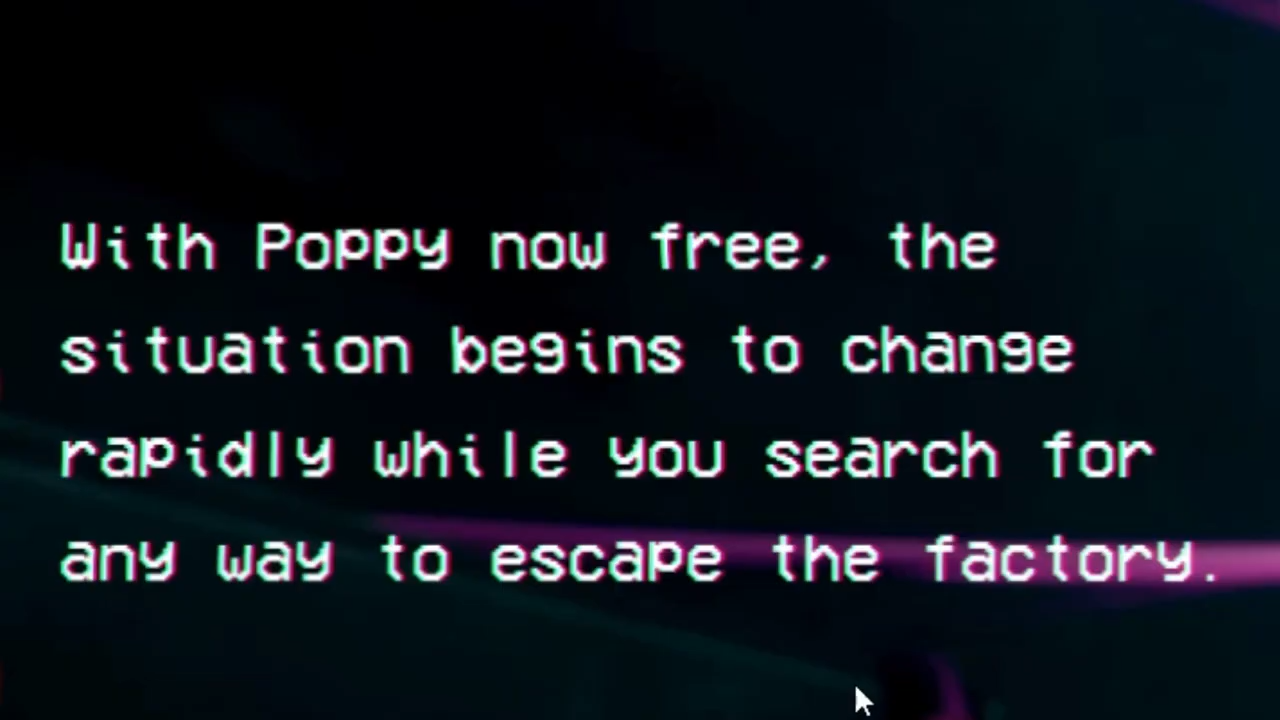 With Poppy now free, the
situation begins to change
rapidly while you search for
any way to escape the factory.